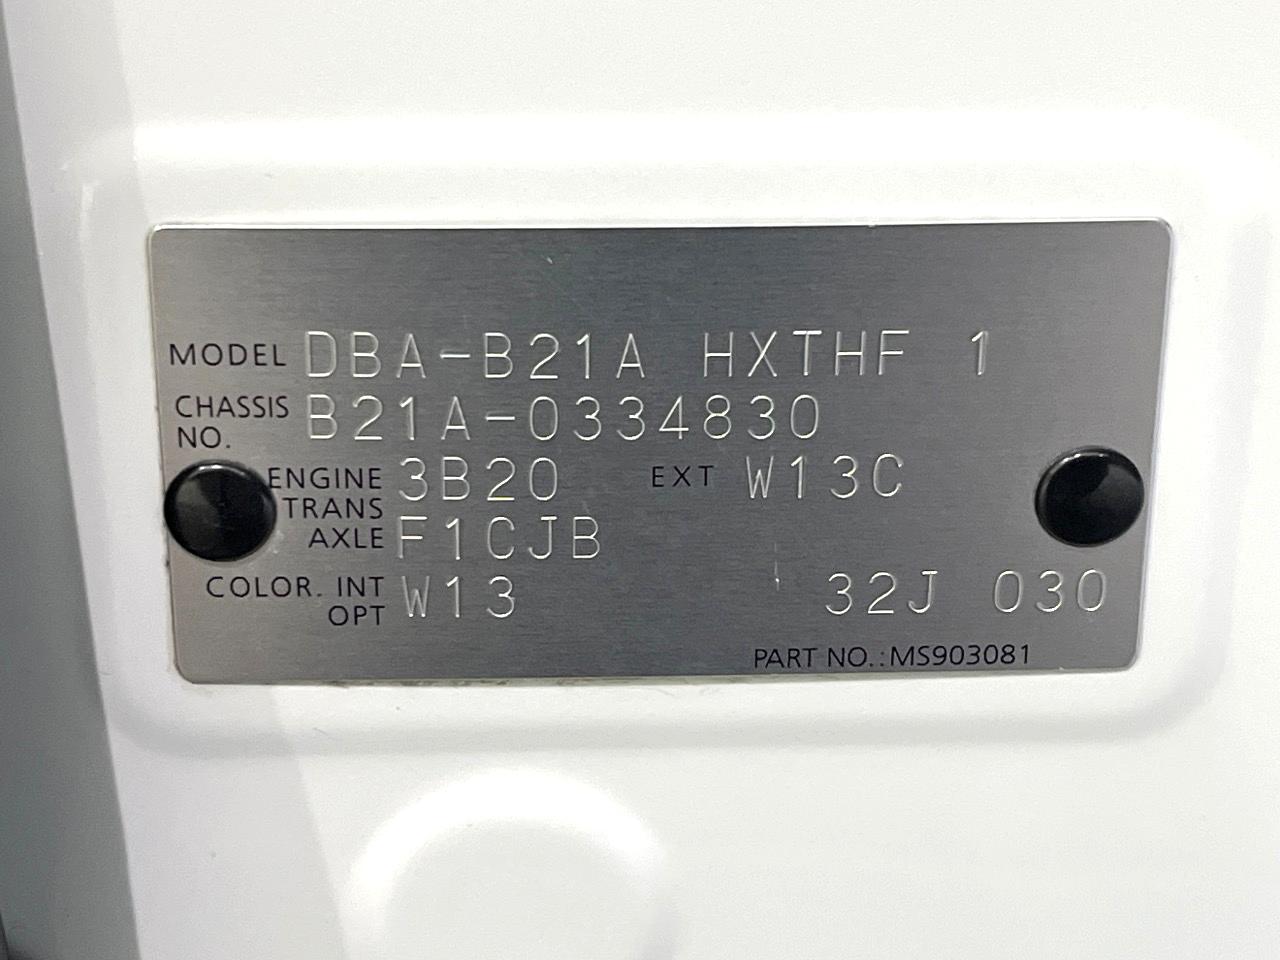 MODEL DBA-B21A HXTHF 1
CHASSIS NO. B21A-0334830
ENGINE 3B20 EXT W13C
TRANS AXLE F1CJB
COLOR. INT OPT W13 32J 030
PART NO.:MS903081